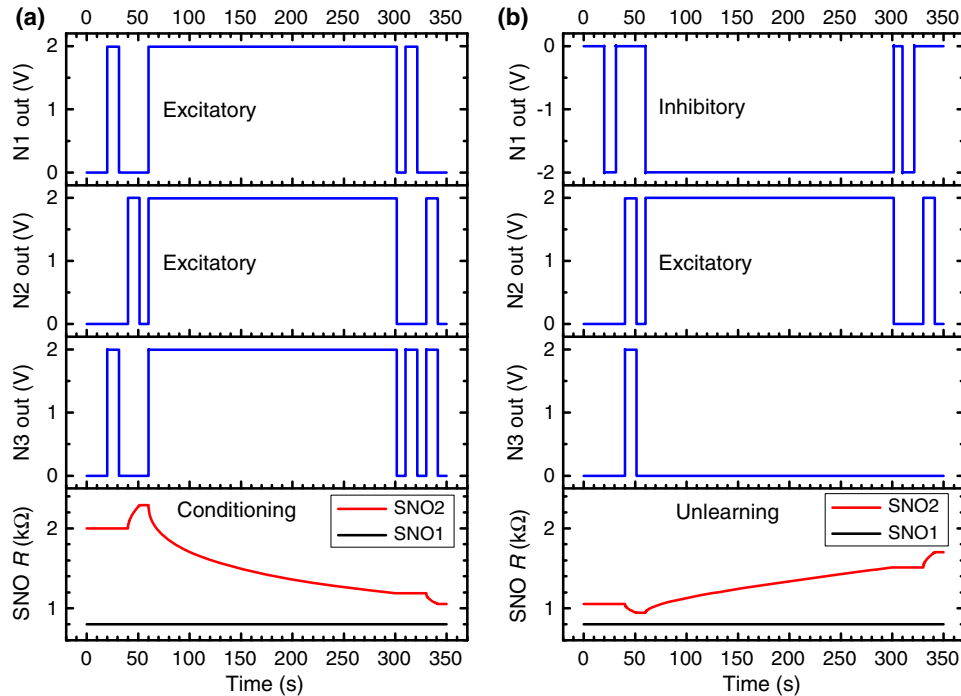 (a)
0 50 100 150 200 250 300 350
N1 out (V)
2
1
0
Excitatory
N2 out (V)
2
1
0
Excitatory
N3 out (V)
2
1
0
SNO R (kΩ)
2
1
Conditioning
SNO2
SNO1
0 50 100 150 200 250 300 350
Time (s)
(b)
0 50 100 150 200 250 300 350
N1 out (V)
0
-1
-2
Inhibitory
N2 out (V)
2
1
0
Excitatory
N3 out (V)
2
1
0
SNO R (kΩ)
2
1
Unlearning
SNO2
SNO1
0 50 100 150 200 250 300 350
Time (s)